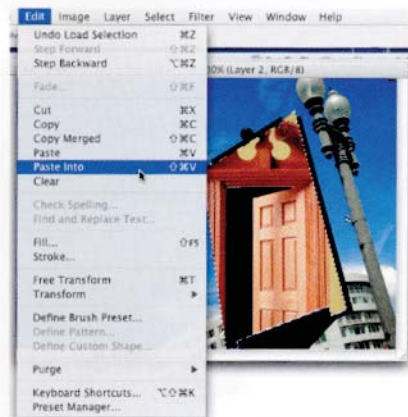 Edit Image Layer Select Filter View Window Help
Undo Load Selection ⌘Z
Step Forward ⇧⌘Z
Step Backward ⌥⌘Z
Fade... ⇧⌘F
Cut ⌘X
Copy ⌘C
Copy Merged ⇧⌘C
Paste ⌘V
Paste Into ⇧⌘V
Clear
Check Spelling...
Find and Replace Text...
Fill... ⇧F5
Stroke...
Free Transform ⌘T
Transform
Define Brush Preset...
Define Pattern...
Define Custom Shape...
Purge
Keyboard Shortcuts... ⌥⇧⌘K
Preset Manager...
00% (Layer 2, RGB/8)